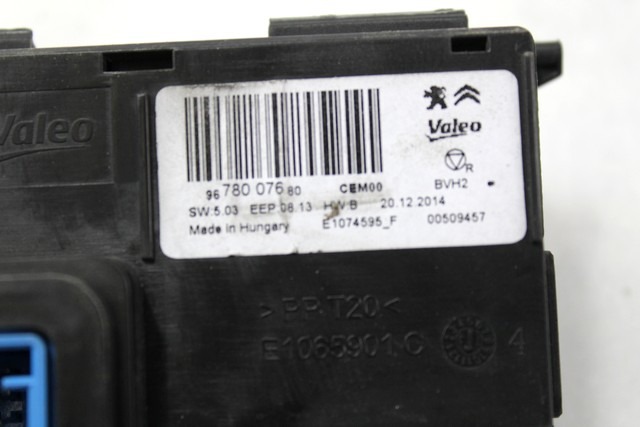 Valeo
Valeo
R
96 780 076 80 CEM00 BVH2
SW:5.03 EEP:08.13 HW:B 20.12.2014
Made in Hungary E1074595_F 00509457
>PP T20<
E1065901 C 4